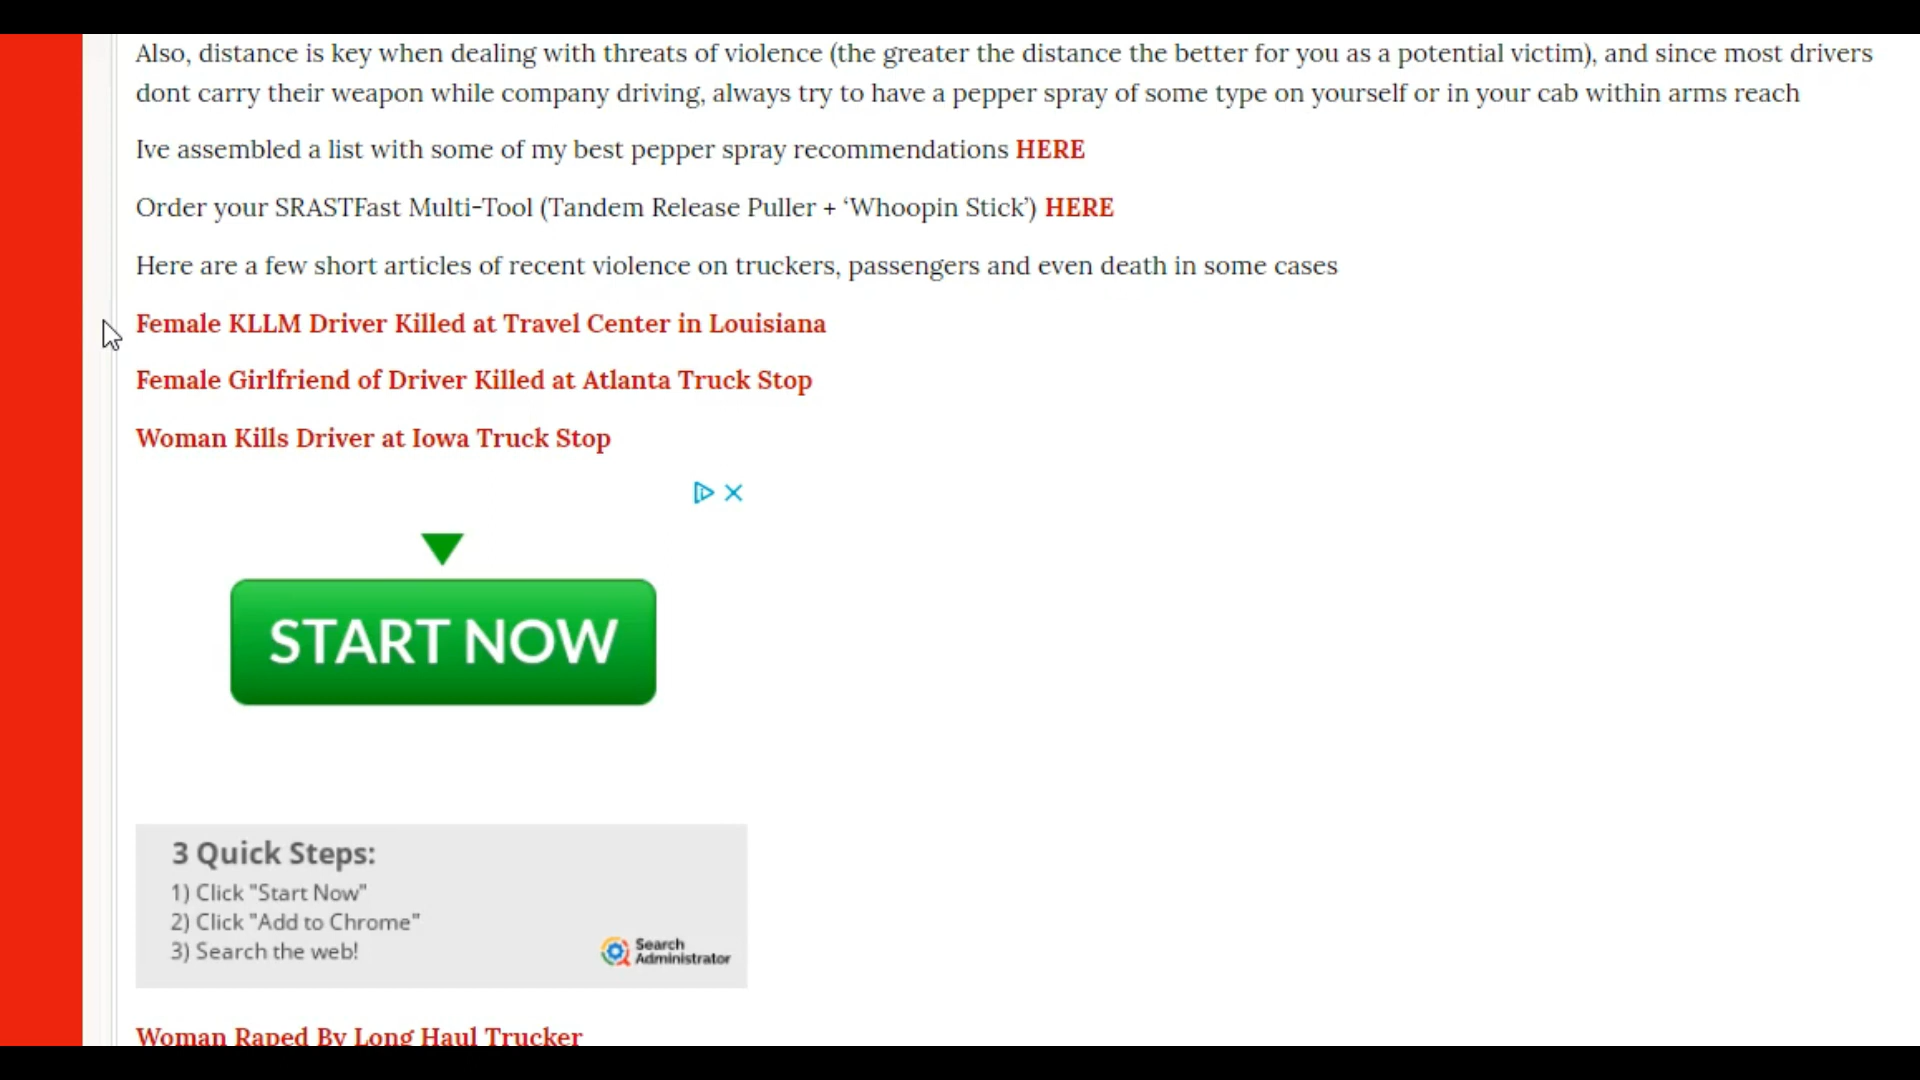 Also, distance is key when dealing with threats of violence (the greater the distance the better for you as a potential victim), and since most drivers
dont carry their weapon while company driving, always try to have a pepper spray of some type on yourself or in your cab within arms reach
Ive assembled a list with some of my best pepper spray recommendations HERE
Order your SRASTFast Multi-Tool (Tandem Release Puller + ‘Whoopin Stick’) HERE
Here are a few short articles of recent violence on truckers, passengers and even death in some cases
Female KLLM Driver Killed at Travel Center in Louisiana
Female Girlfriend of Driver Killed at Atlanta Truck Stop
Woman Kills Driver at Iowa Truck Stop
START NOW
3 Quick Steps:
1) Click "Start Now"
2) Click "Add to Chrome"
3) Search the web!
Search
Administrator
Woman Raped By Long Haul Trucker